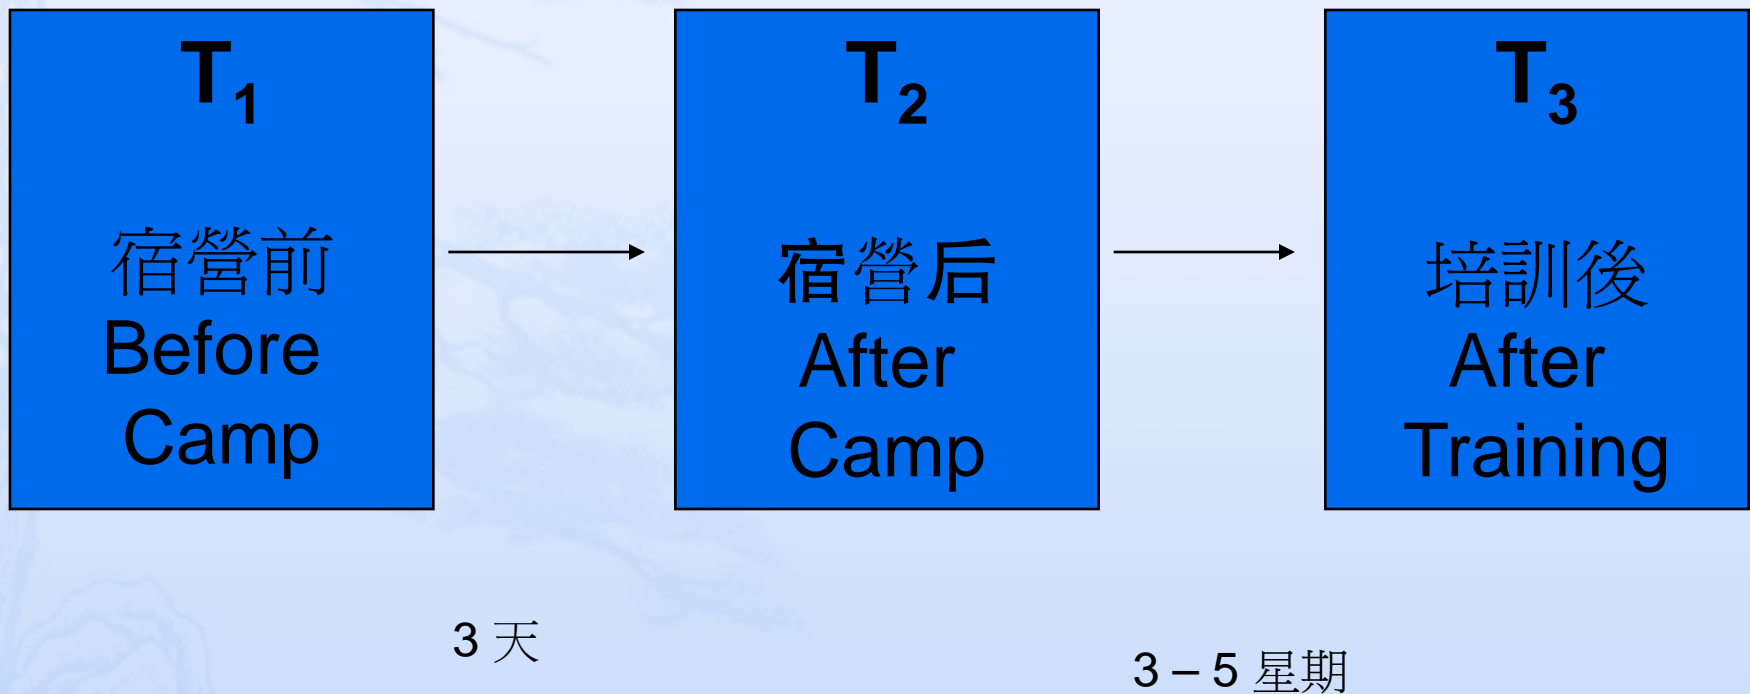 T₁
宿營前
Before
Camp
T₂
宿營后
After
Camp
T₃
培訓後
After
Training
3 天
3 – 5 星期